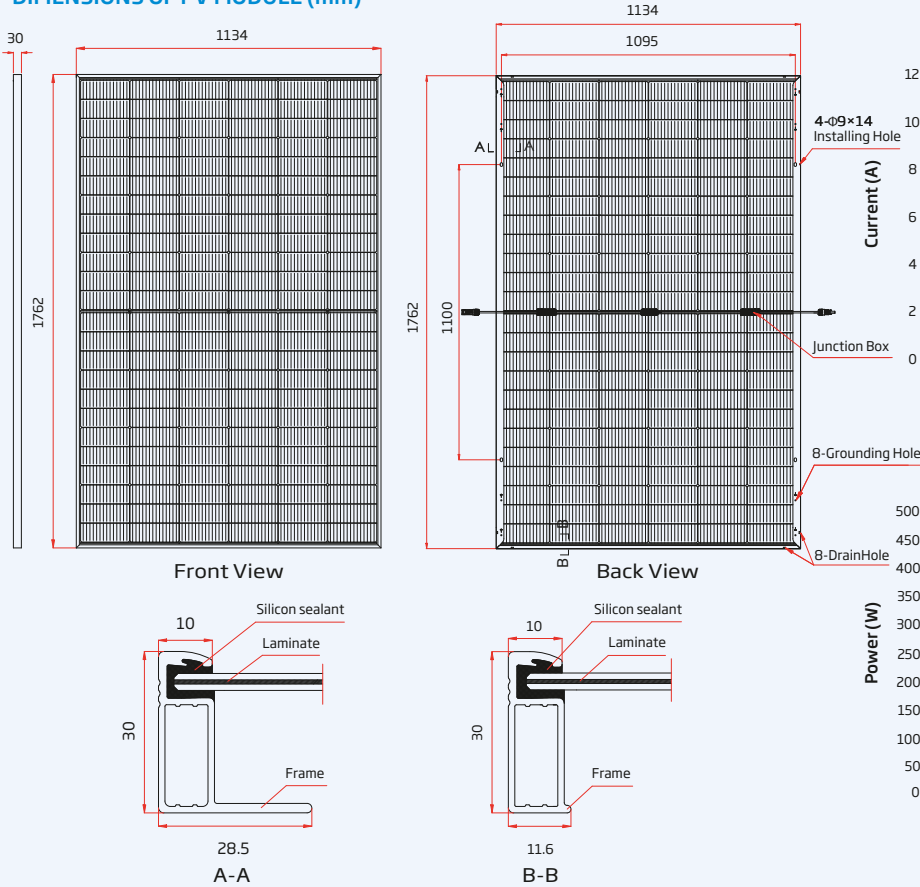 DIMENSIONS OF PV MODULE (mm)
30
1134
1762
Front View
1134
1095
1762
1100
A
A
B
B
4-Φ9×14
Installing Hole
Junction Box
8-Grounding Hole
8-DrainHole
Back View
Current (A)
12
10
8
6
4
2
0
Power (W)
500
450
400
350
300
250
200
150
100
50
0
10
Silicon sealant
Laminate
30
Frame
28.5
A-A
10
Silicon sealant
Laminate
30
Frame
11.6
B-B